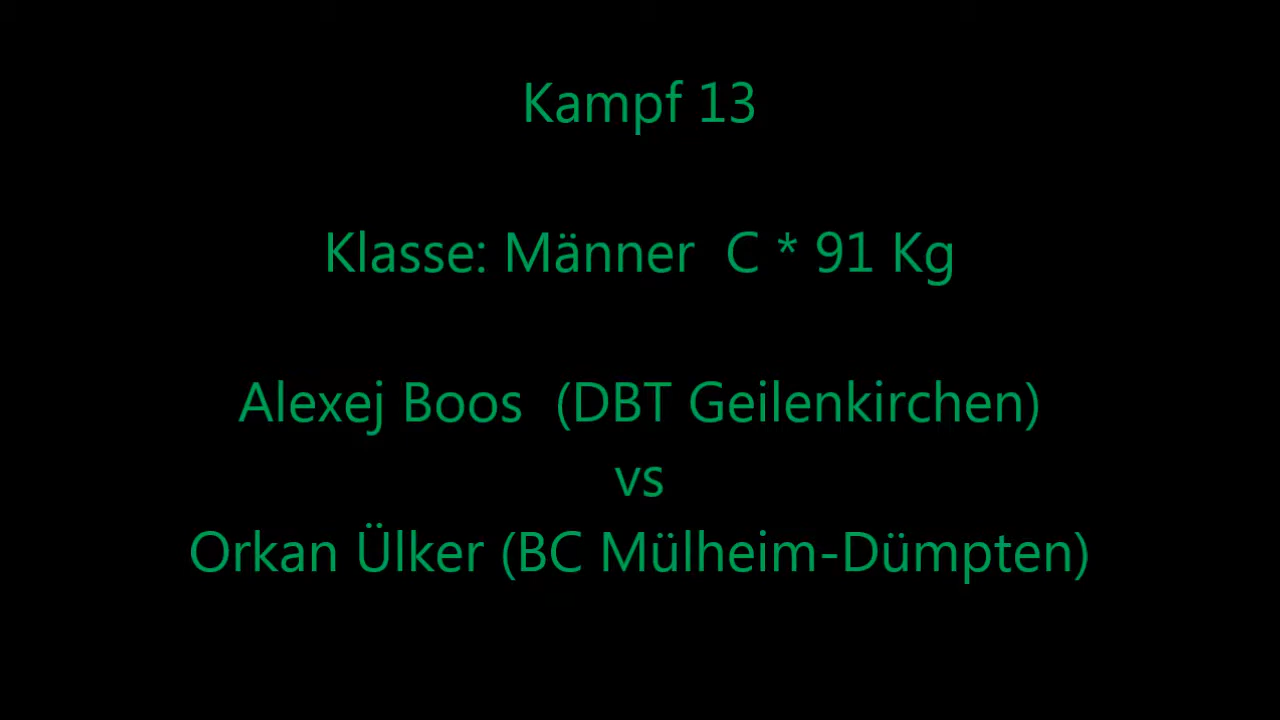 Kampf 13
Klasse: Männer  C * 91 Kg
Alexej Boos  (DBT Geilenkirchen)
vs
Orkan Ülker (BC Mülheim-Dümpten)